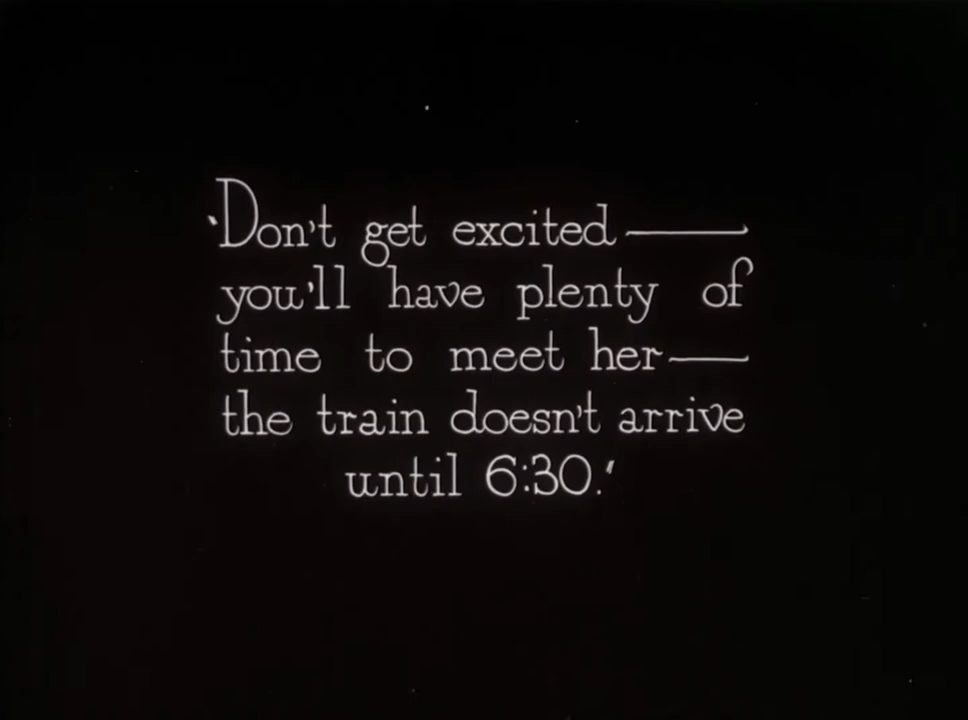 'Don't get excited——
you'll have plenty of
time to meet her—
the train doesn't arrive
until 6:30.'